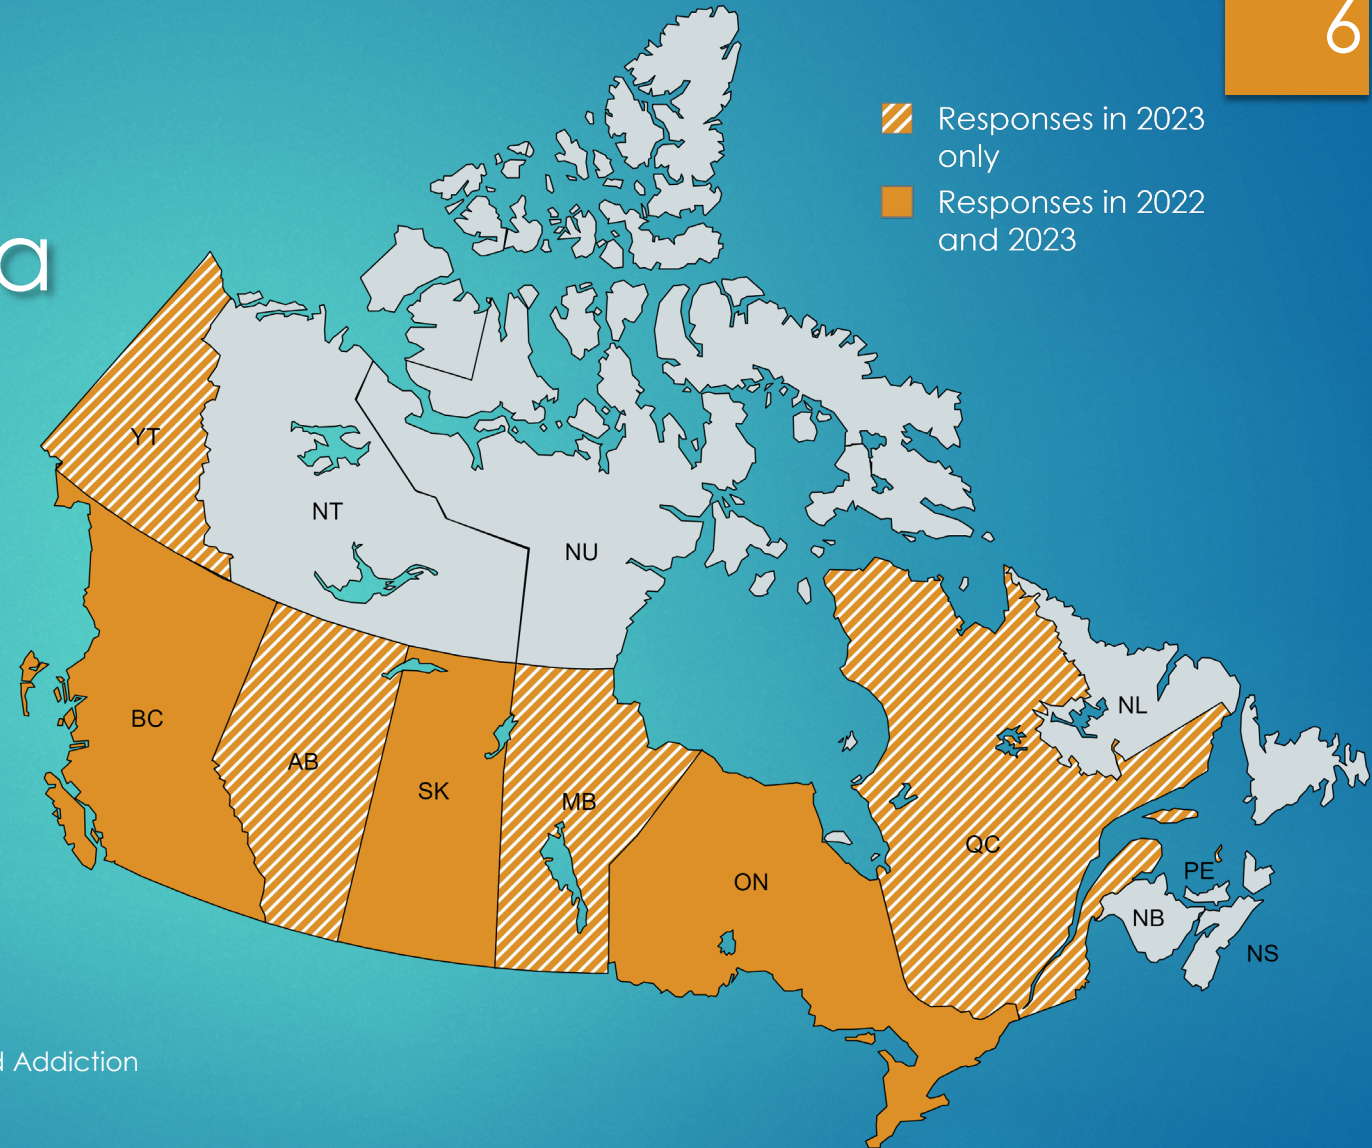 6
Responses in 2023
only
Responses in 2022
and 2023
a
YT
NT
NU
BC
AB
SK
MB
ON
QC
NL
PE
NB
NS
Addiction